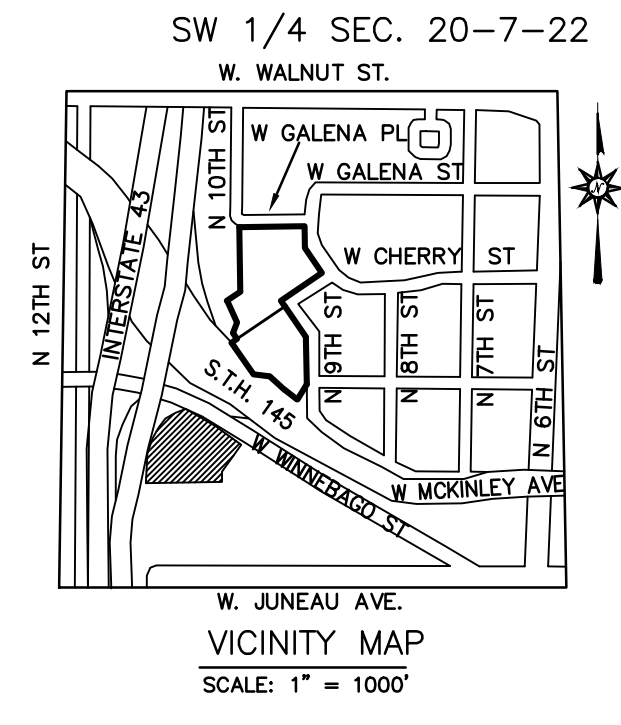 SW 1/4 SEC. 20-7-22
W. WALNUT ST.
N 10TH ST
W GALENA PL
W GALENA ST
N
INTERSTATE 43
W CHERRY ST
N 12TH ST
N 9TH ST
N 8TH ST
N 7TH ST
N 6TH ST
S.T.H. 145
W WINNEBAGO ST
W MCKINLEY AVE
W. JUNEAU AVE.
VICINITY MAP
SCALE: 1" = 1000'